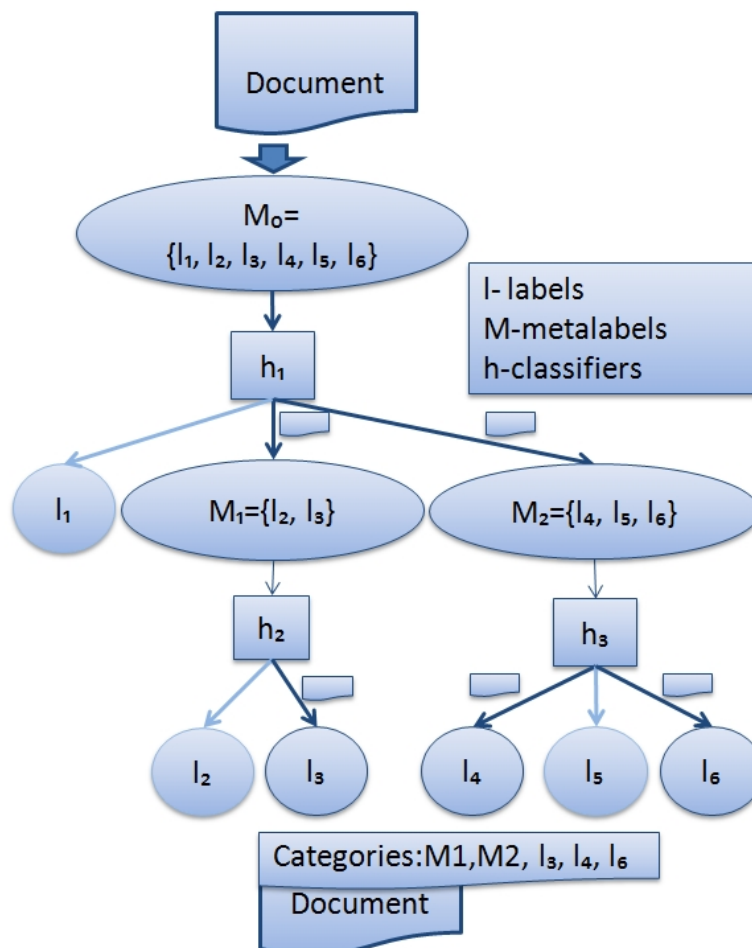 Document
M₀=
{l₁, l₂, l₃, l₄, l₅, l₆}
l- labels
M-metalabels
h-classifiers
h₁
l₁
M₁={l₂, l₃}
M₂={l₄, l₅, l₆}
h₂
h₃
l₂
l₃
l₄
l₅
l₆
Categories:M1,M2, l₃, l₄, l₆
Document